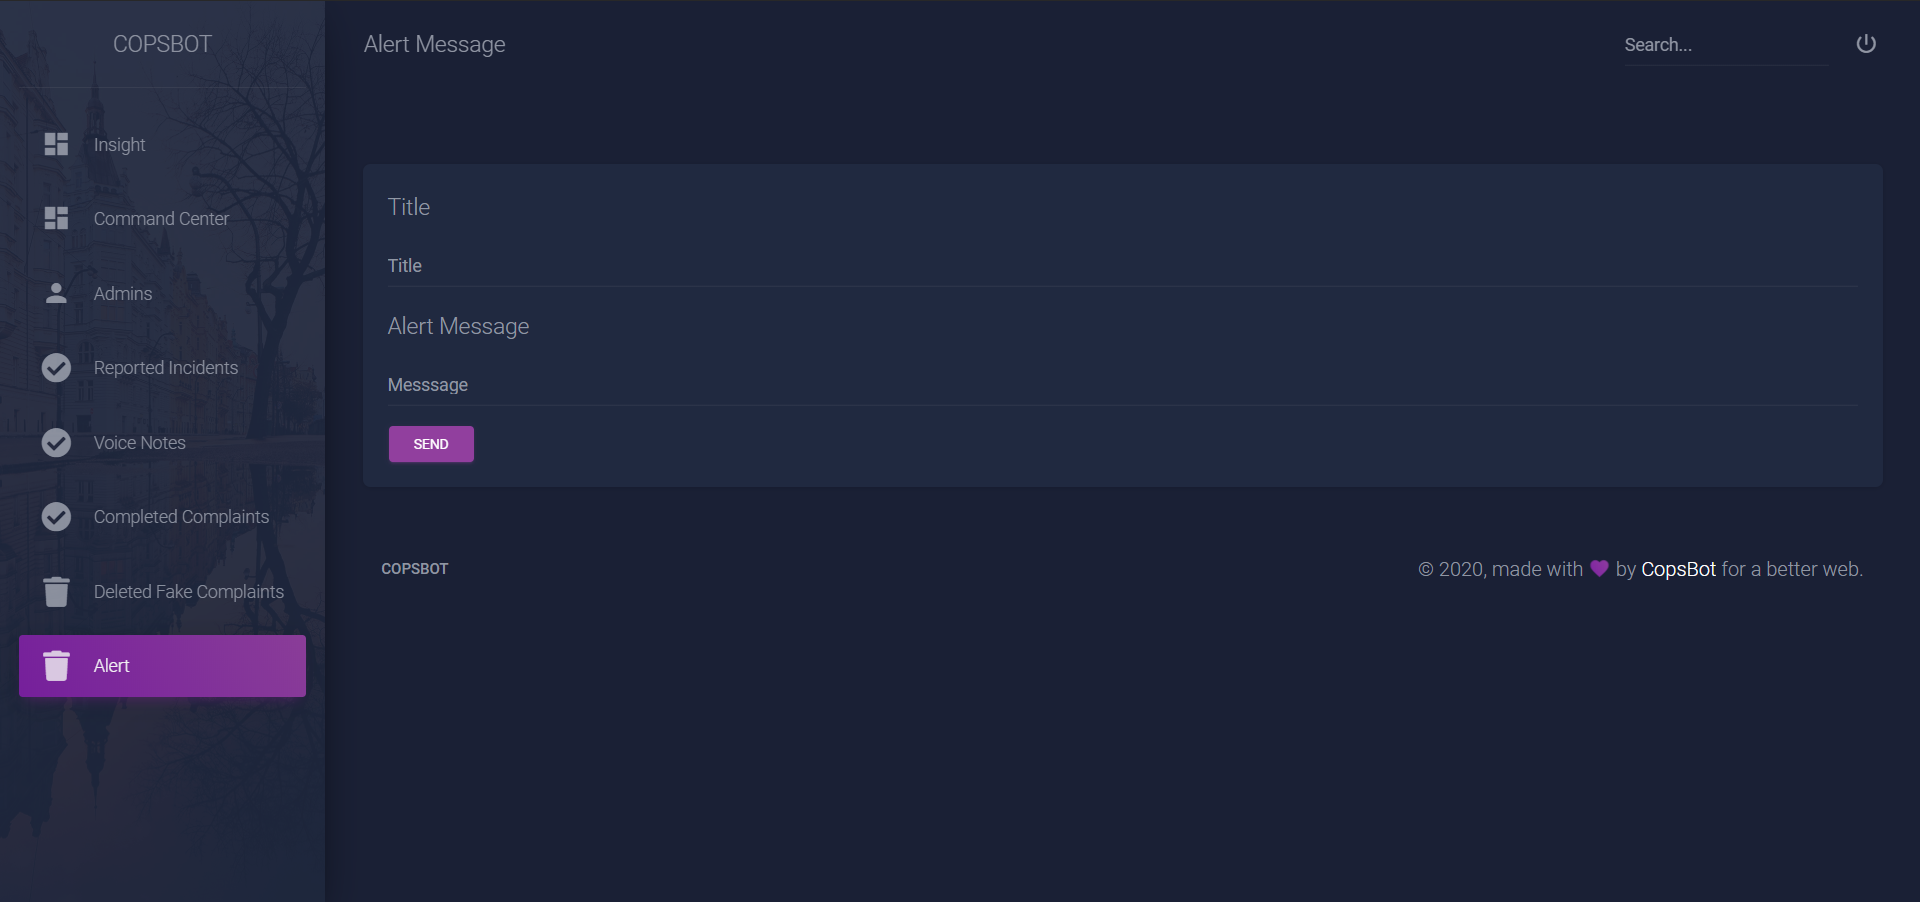 COPSBOT
Insight
Command Center
Admins
Reported Incidents
Voice Notes
Completed Complaints
Deleted Fake Complaints
Alert
Alert Message
Search...
Title
Title
Alert Message
Messsage
SEND
COPSBOT
© 2020, made with by CopsBot for a better web.